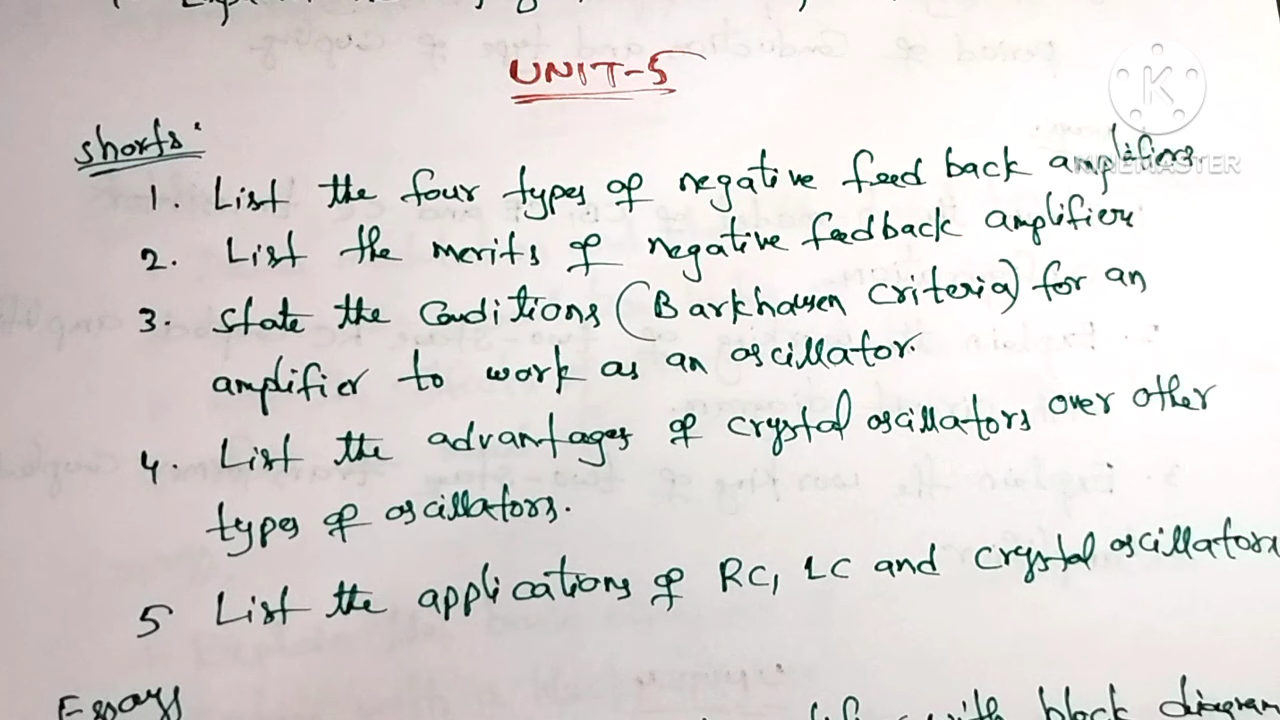 UNIT-5
K
KINEMASTER
Shorts:
1. List the four types of negative feed back amplifiers
2. List the merits of negative feedback amplifiers
3. State the Conditions (Barkhausen criteria) for an
amplifier to work as an oscillator.
4. List the advantages of crystal oscillators over other
types of oscillators.
5 List the applications of RC, LC and crystal oscillators
Essays
with block diagram